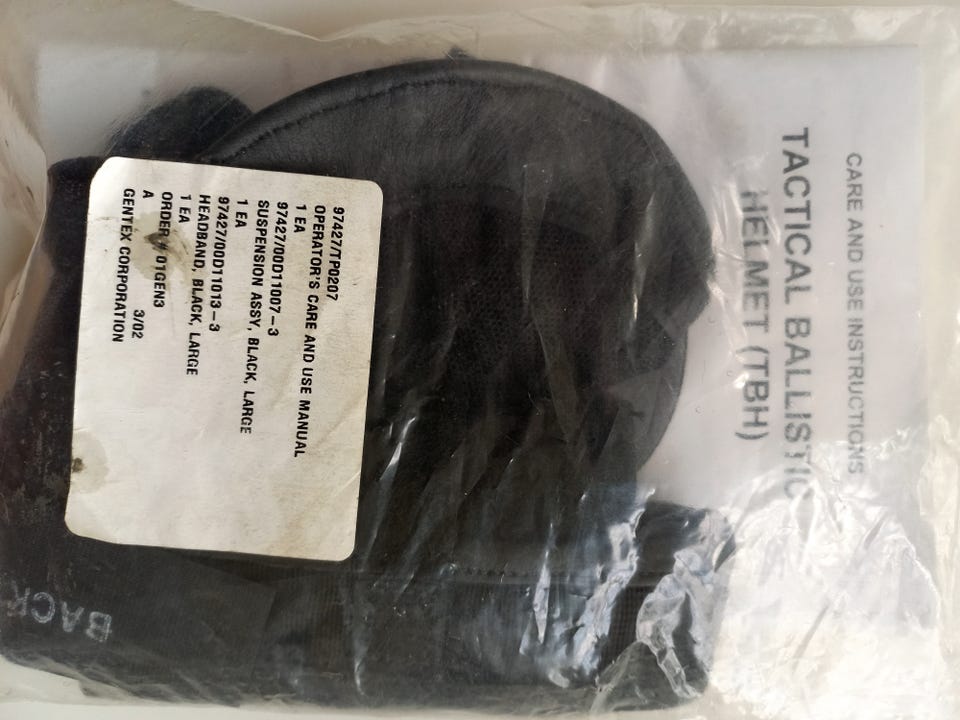 CARE AND USE INSTRUCTIONS
TACTICAL BALLISTIC
HELMET (TBH)
97427/TP0207
OPERATOR'S CARE AND USE MANUAL
1 EA
97427/00D11007-3
SUSPENSION ASSY, BLACK, LARGE
1 EA
97427/00D11013-3
HEADBAND, BLACK, LARGE
1 EA
ORDER # 01GEN3
A 3/02
GENTEX CORPORATION
BACK